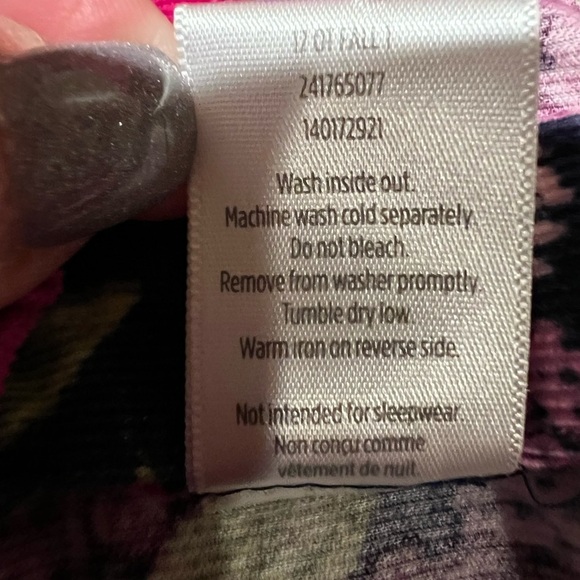 12 01 FALL 1
241765077
140172921
Wash inside out.
Machine wash cold separately.
Do not bleach.
Remove from washer promptly.
Tumble dry low.
Warm iron on reverse side.
Not intended for sleepwear.
Non conçu comme
vêtement de nuit.